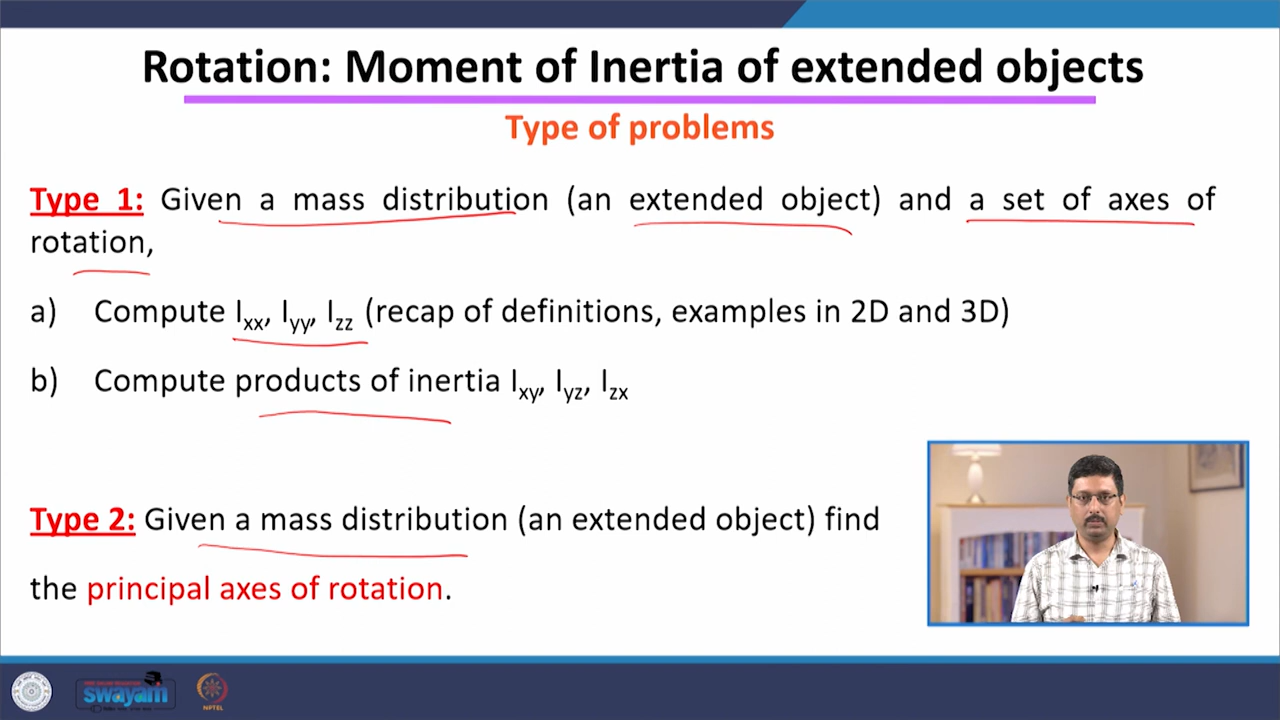 Rotation: Moment of Inertia of extended objects
Type of problems
Type 1: Given a mass distribution (an extended object) and a set of axes of
rotation,
a) Compute Ixx, Iyy, Izz (recap of definitions, examples in 2D and 3D)
b) Compute products of inertia Ixy, Iyz, Izx
Type 2: Given a mass distribution (an extended object) find
the principal axes of rotation.
swayam
NPTEL